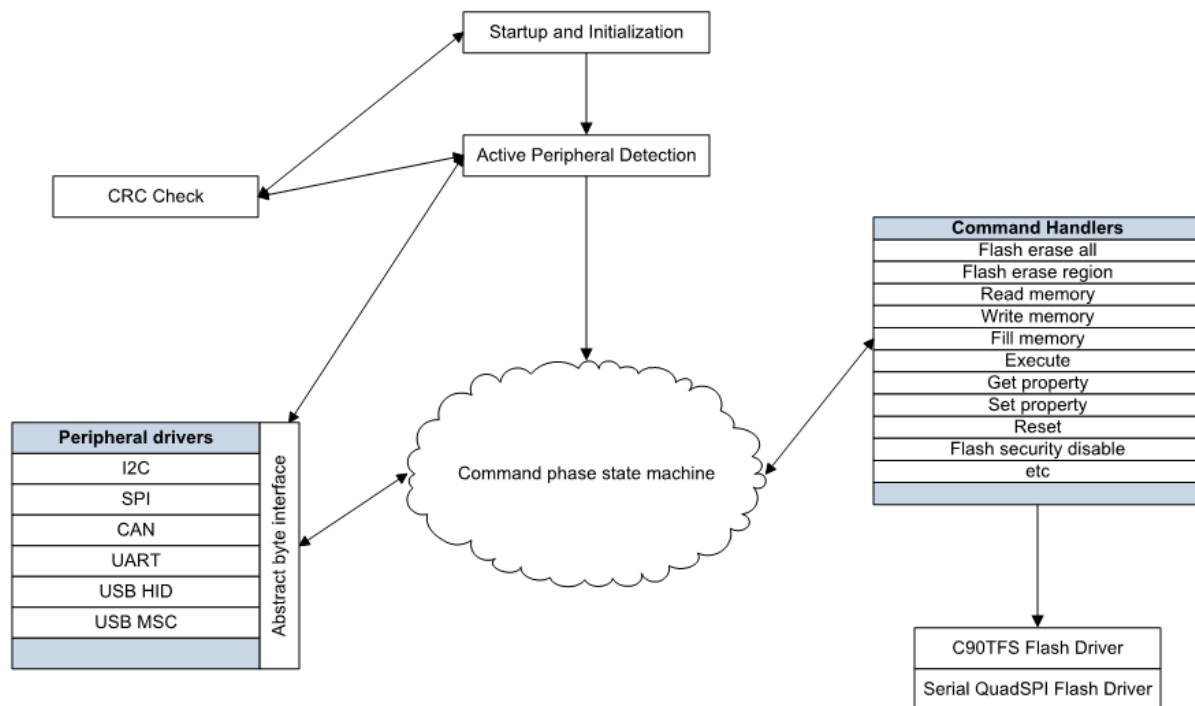 Startup and Initialization
Active Peripheral Detection
CRC Check
Command Handlers
Flash erase all
Flash erase region
Read memory
Write memory
Fill memory
Execute
Get property
Set property
Reset
Flash security disable
etc
Peripheral drivers
I2C
SPI
CAN
UART
USB HID
USB MSC
Abstract byte interface
Command phase state machine
C90TFS Flash Driver
Serial QuadSPI Flash Driver